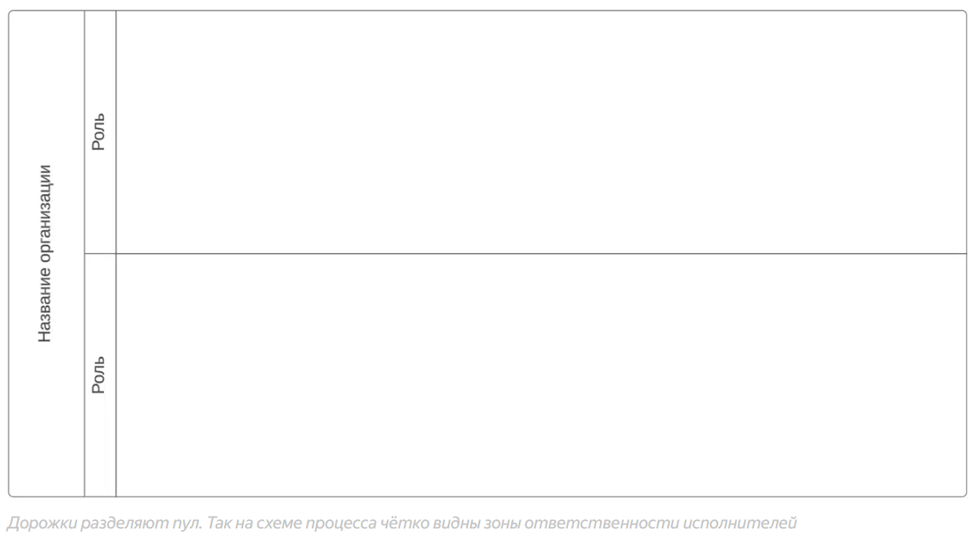 Название организации
Роль
Роль
Дорожки разделяют пул. Так на схеме процесса чётко видны зоны ответственности исполнителей